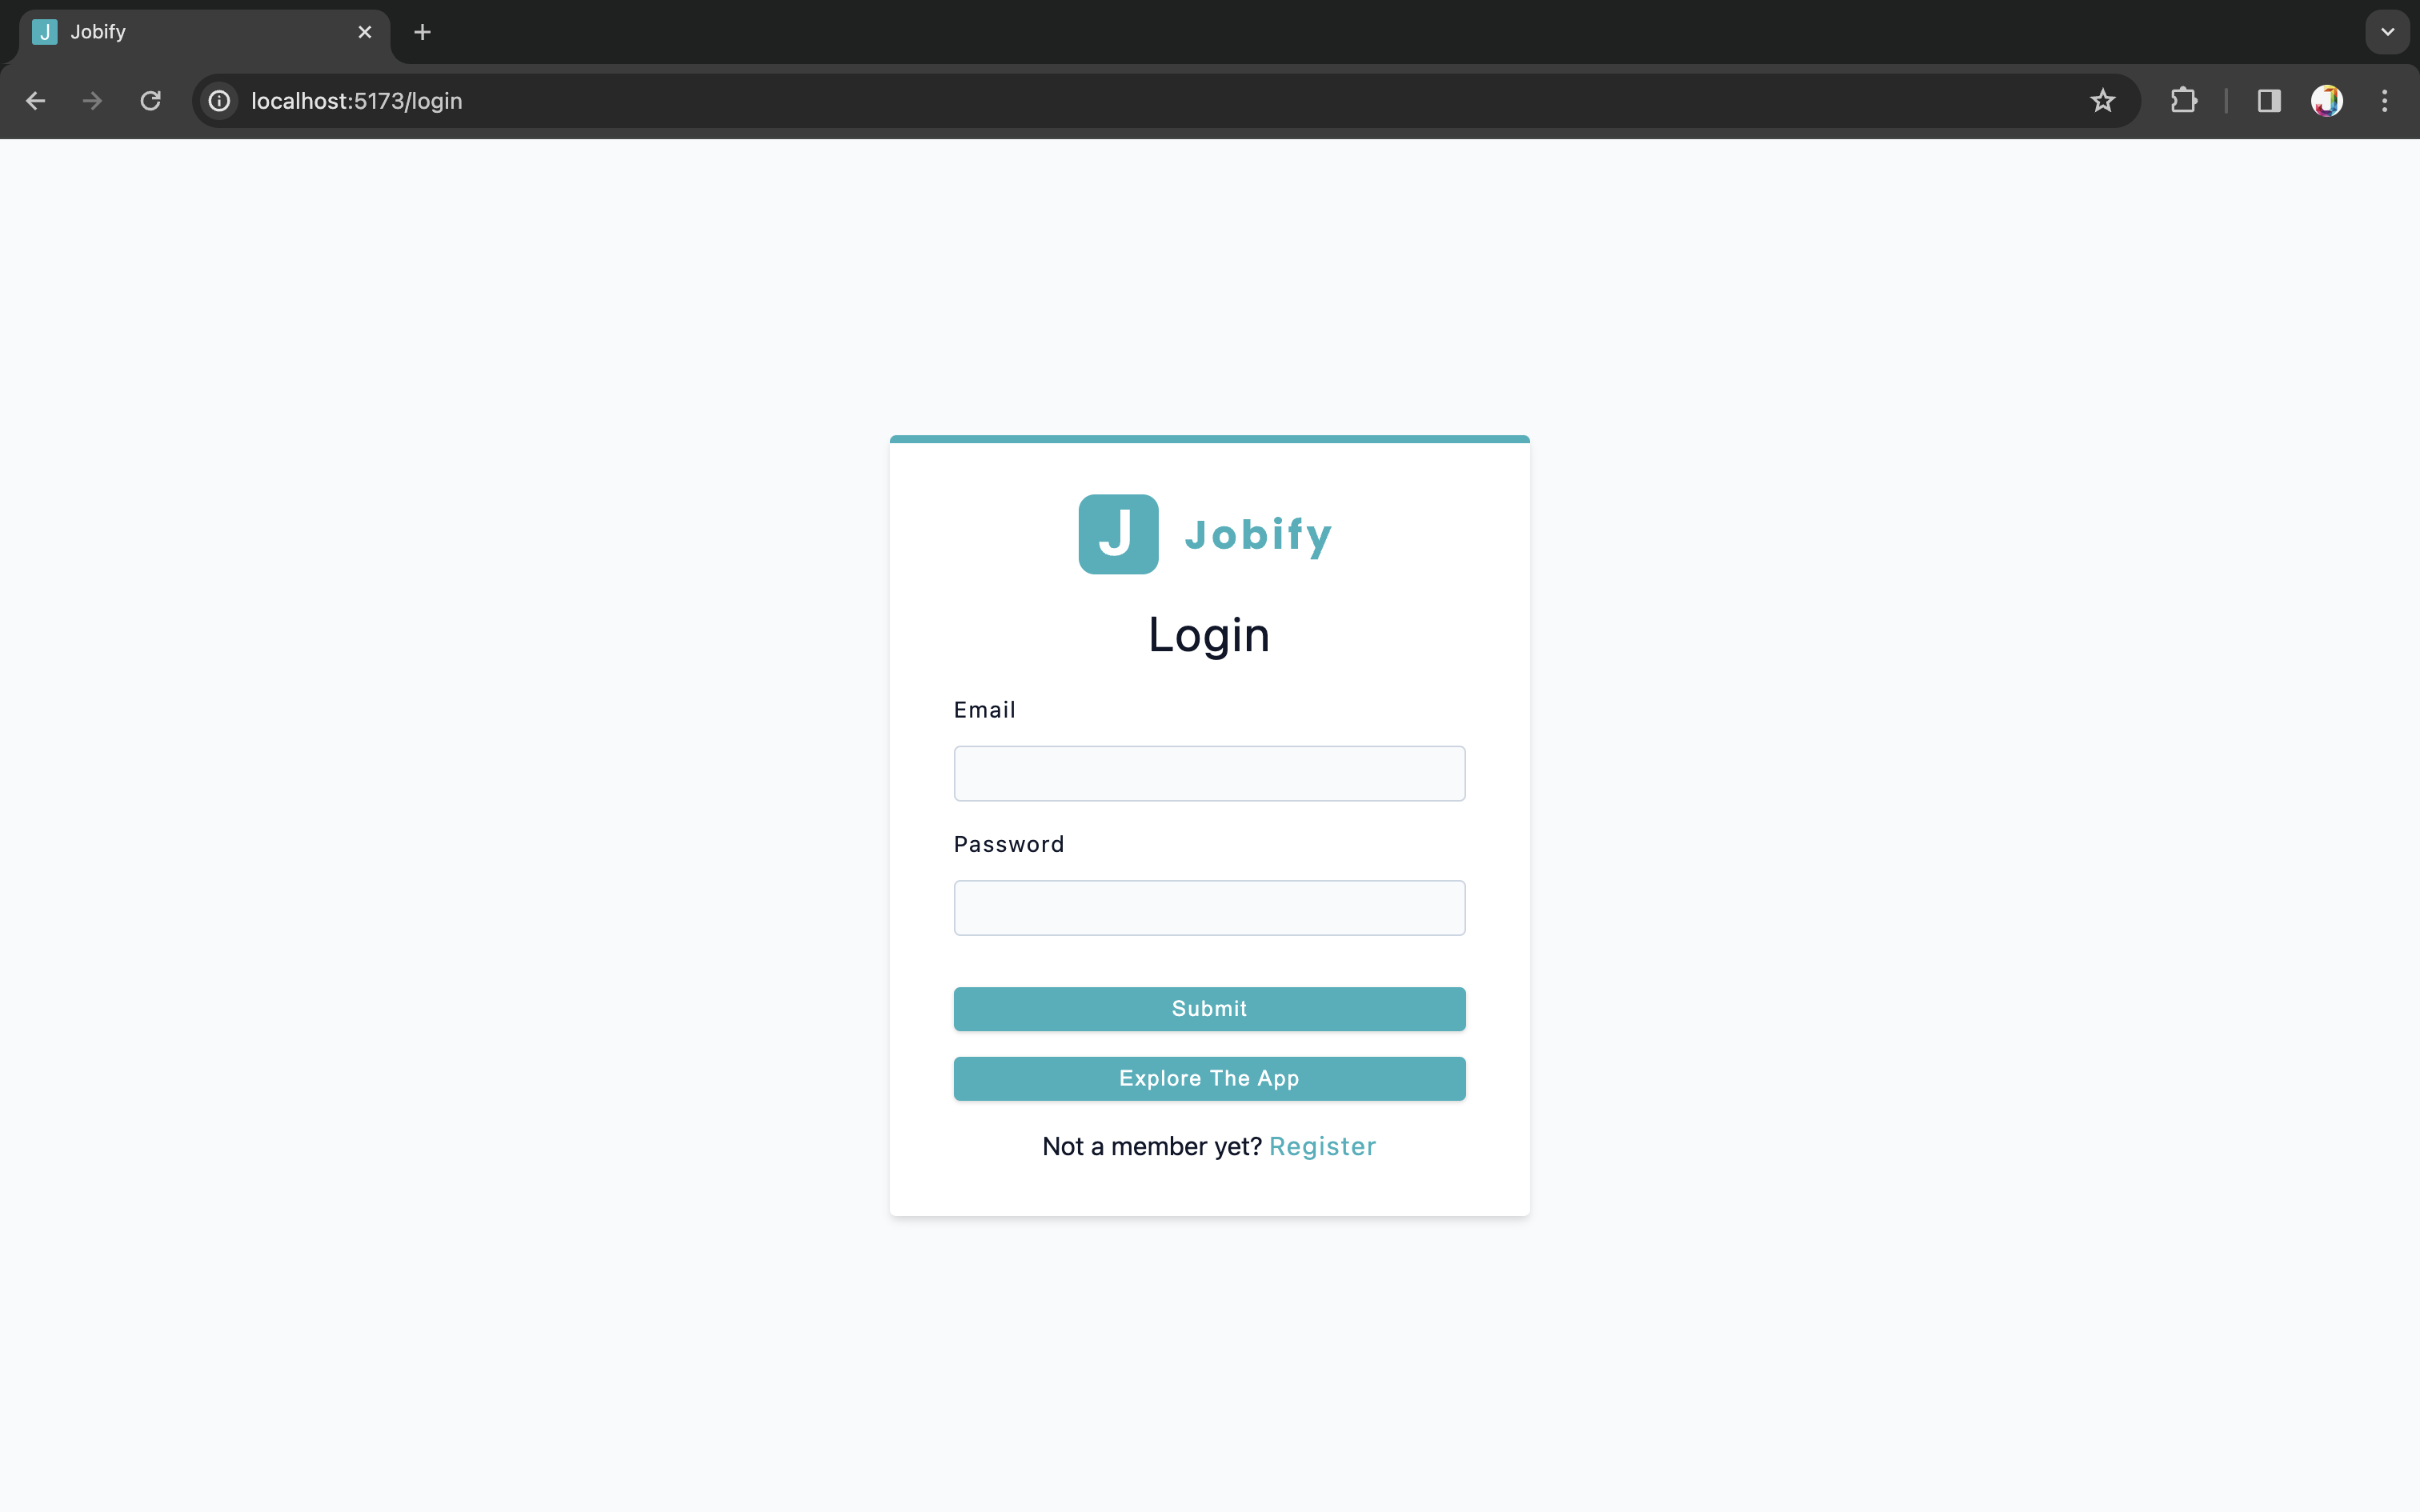 J Jobify
localhost:5173/login
J Jobify
Login
Email
Password
Submit
Explore The App
Not a member yet? Register